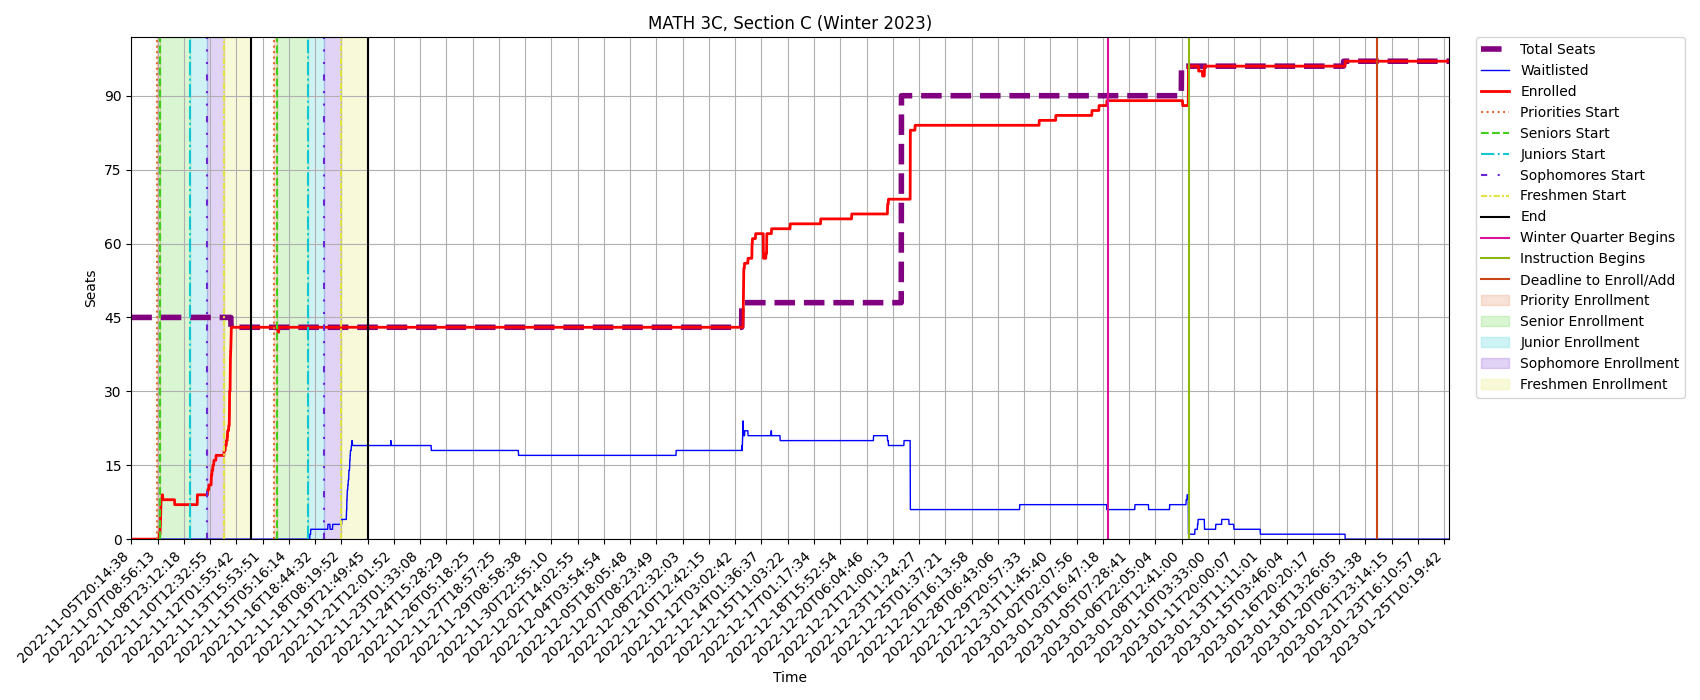 MATH 3C, Section C (Winter 2023)
Seats
90
75
60
45
30
15
0
2022-11-05T20:14:38
2022-11-07T08:56:13
2022-11-08T23:12:18
2022-11-10T12:32:55
2022-11-12T01:55:42
2022-11-13T15:53:51
2022-11-15T05:16:14
2022-11-16T18:44:32
2022-11-18T08:19:52
2022-11-19T21:49:45
2022-11-21T12:01:52
2022-11-23T01:33:08
2022-11-24T15:28:29
2022-11-26T05:18:25
2022-11-27T18:57:25
2022-11-29T08:58:38
2022-11-30T22:55:10
2022-12-02T14:02:55
2022-12-04T03:54:54
2022-12-05T18:05:48
2022-12-07T08:23:49
2022-12-08T22:32:03
2022-12-10T12:42:15
2022-12-12T03:02:42
2022-12-14T01:36:37
2022-12-15T11:03:22
2022-12-17T01:17:34
2022-12-18T15:52:54
2022-12-20T06:04:46
2022-12-21T21:00:13
2022-12-23T11:24:27
2022-12-25T01:37:21
2022-12-26T16:13:58
2022-12-28T06:43:06
2022-12-29T20:57:33
2022-12-31T11:45:40
2023-01-02T02:07:56
2023-01-03T16:47:18
2023-01-05T07:28:41
2023-01-06T22:05:04
2023-01-08T12:41:00
2023-01-10T03:33:00
2023-01-11T20:00:07
2023-01-13T11:11:01
2023-01-15T03:46:04
2023-01-16T20:20:17
2023-01-18T13:26:05
2023-01-20T06:31:38
2023-01-21T23:14:15
2023-01-23T16:10:57
2023-01-25T10:19:42
Time
Total Seats
Waitlisted
Enrolled
Priorities Start
Seniors Start
Juniors Start
Sophomores Start
Freshmen Start
End
Winter Quarter Begins
Instruction Begins
Deadline to Enroll/Add
Priority Enrollment
Senior Enrollment
Junior Enrollment
Sophomore Enrollment
Freshmen Enrollment